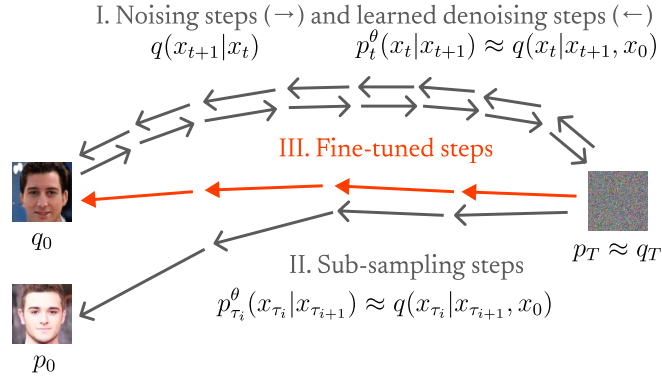 I. Noising steps (→) and learned denoising steps (←)
q(x_{t+1}|x_t) p_t^θ(x_t|x_{t+1}) ≈ q(x_t|x_{t+1}, x_0)
III. Fine-tuned steps
q_0
p_T ≈ q_T
II. Sub-sampling steps
p_{τ_i}^θ(x_{τ_i}|x_{τ_{i+1}}) ≈ q(x_{τ_i}|x_{τ_{i+1}}, x_0)
p_0